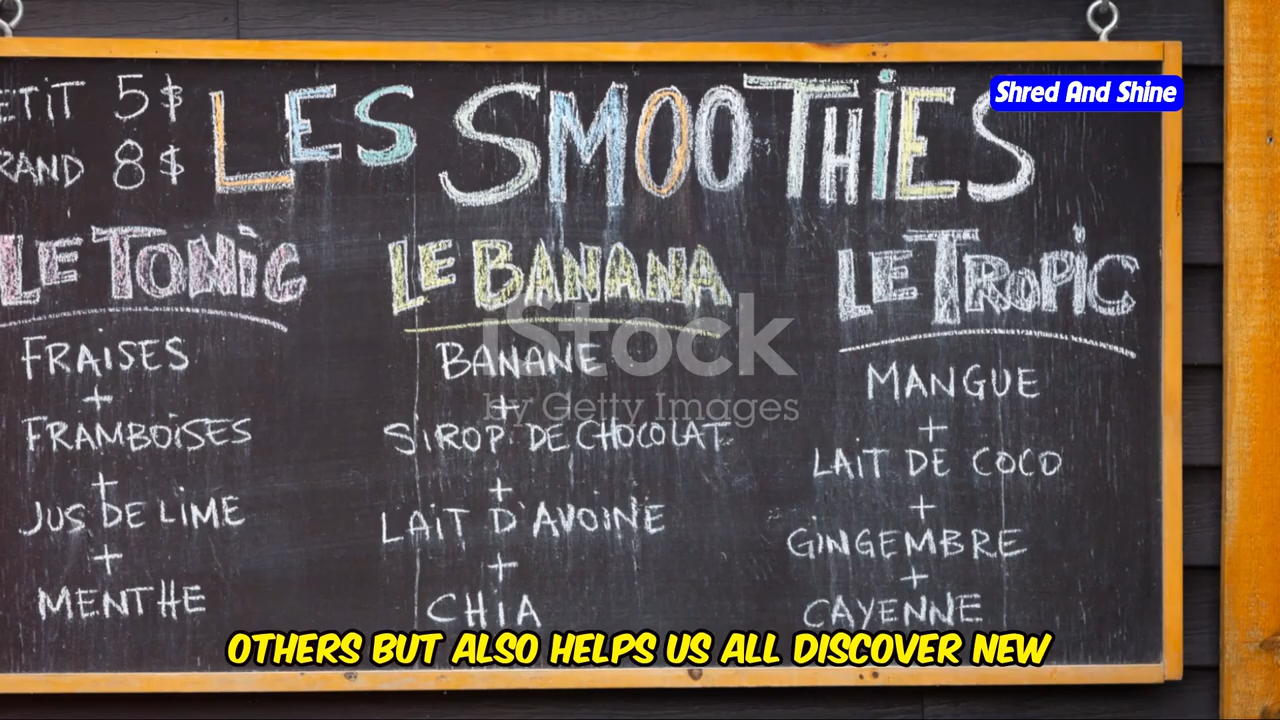 ETIT 5$
RAND 8$
LES SMOOTHIES
Shred And Shine
LE TONIC
FRAISES
+
FRAMBOISES
+
JUS DE LIME
+
MENTHE
LE BANANA
BANANE
+
SIROP DE CHOCOLAT
+
LAIT D'AVOINE
+
CHIA
LE TROPIC
MANGUE
+
LAIT DE COCO
+
GINGEMBRE
+
CAYENNE
iStock
by Getty Images
OTHERS BUT ALSO HELPS US ALL DISCOVER NEW